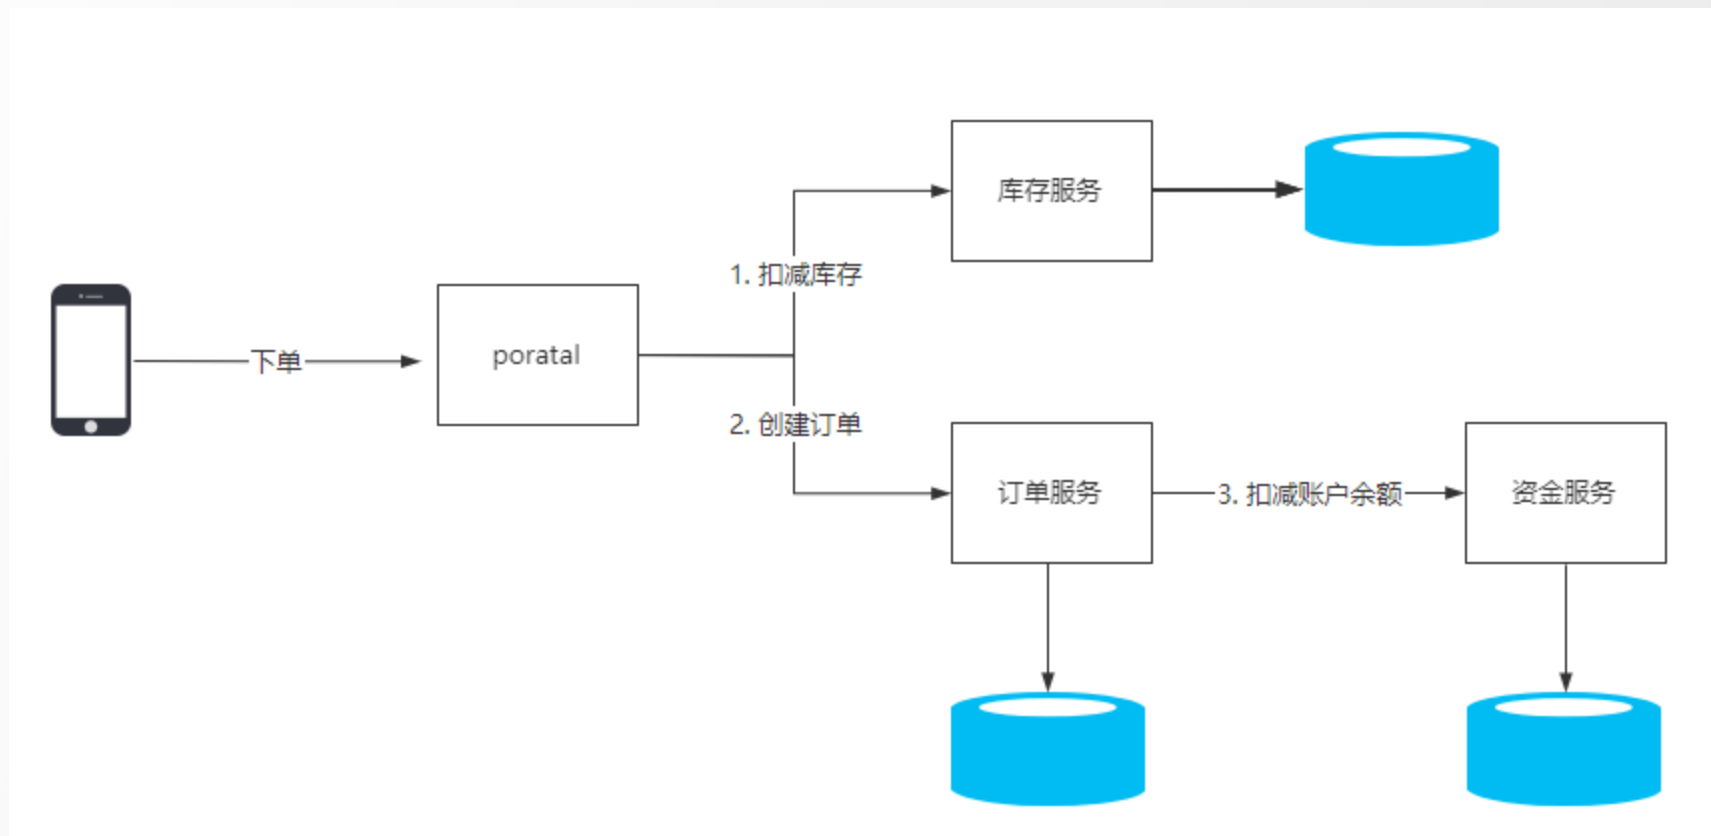 下单
poratal
1. 扣减库存
2. 创建订单
库存服务
订单服务
3. 扣减账户余额
资金服务